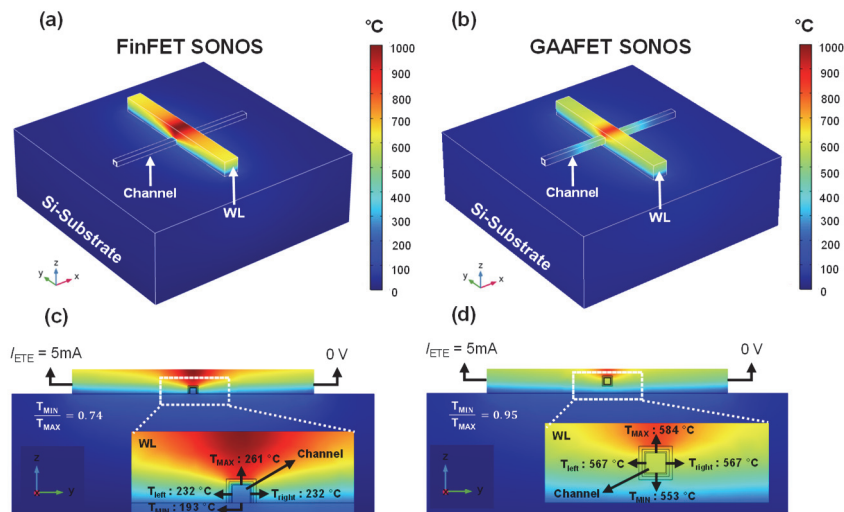 (a)
FinFET SONOS
°C
1000
900
800
700
600
500
400
300
200
100
0
Channel
WL
Si-Substrate
z
y
x
(b)
GAAFET SONOS
°C
1000
900
800
700
600
500
400
300
200
100
0
Channel
WL
Si-Substrate
z
y
x
(c)
I_ETE = 5mA
0 V
T_MIN / T_MAX = 0.74
WL
T_MAX : 261 °C
Channel
T_left : 232 °C
T_right : 232 °C
T_MIN : 193 °C
z
y
(d)
I_ETE = 5mA
0 V
T_MIN / T_MAX = 0.95
WL
T_MAX : 584 °C
T_left : 567 °C
T_right : 567 °C
Channel
T_MIN : 553 °C
z
y